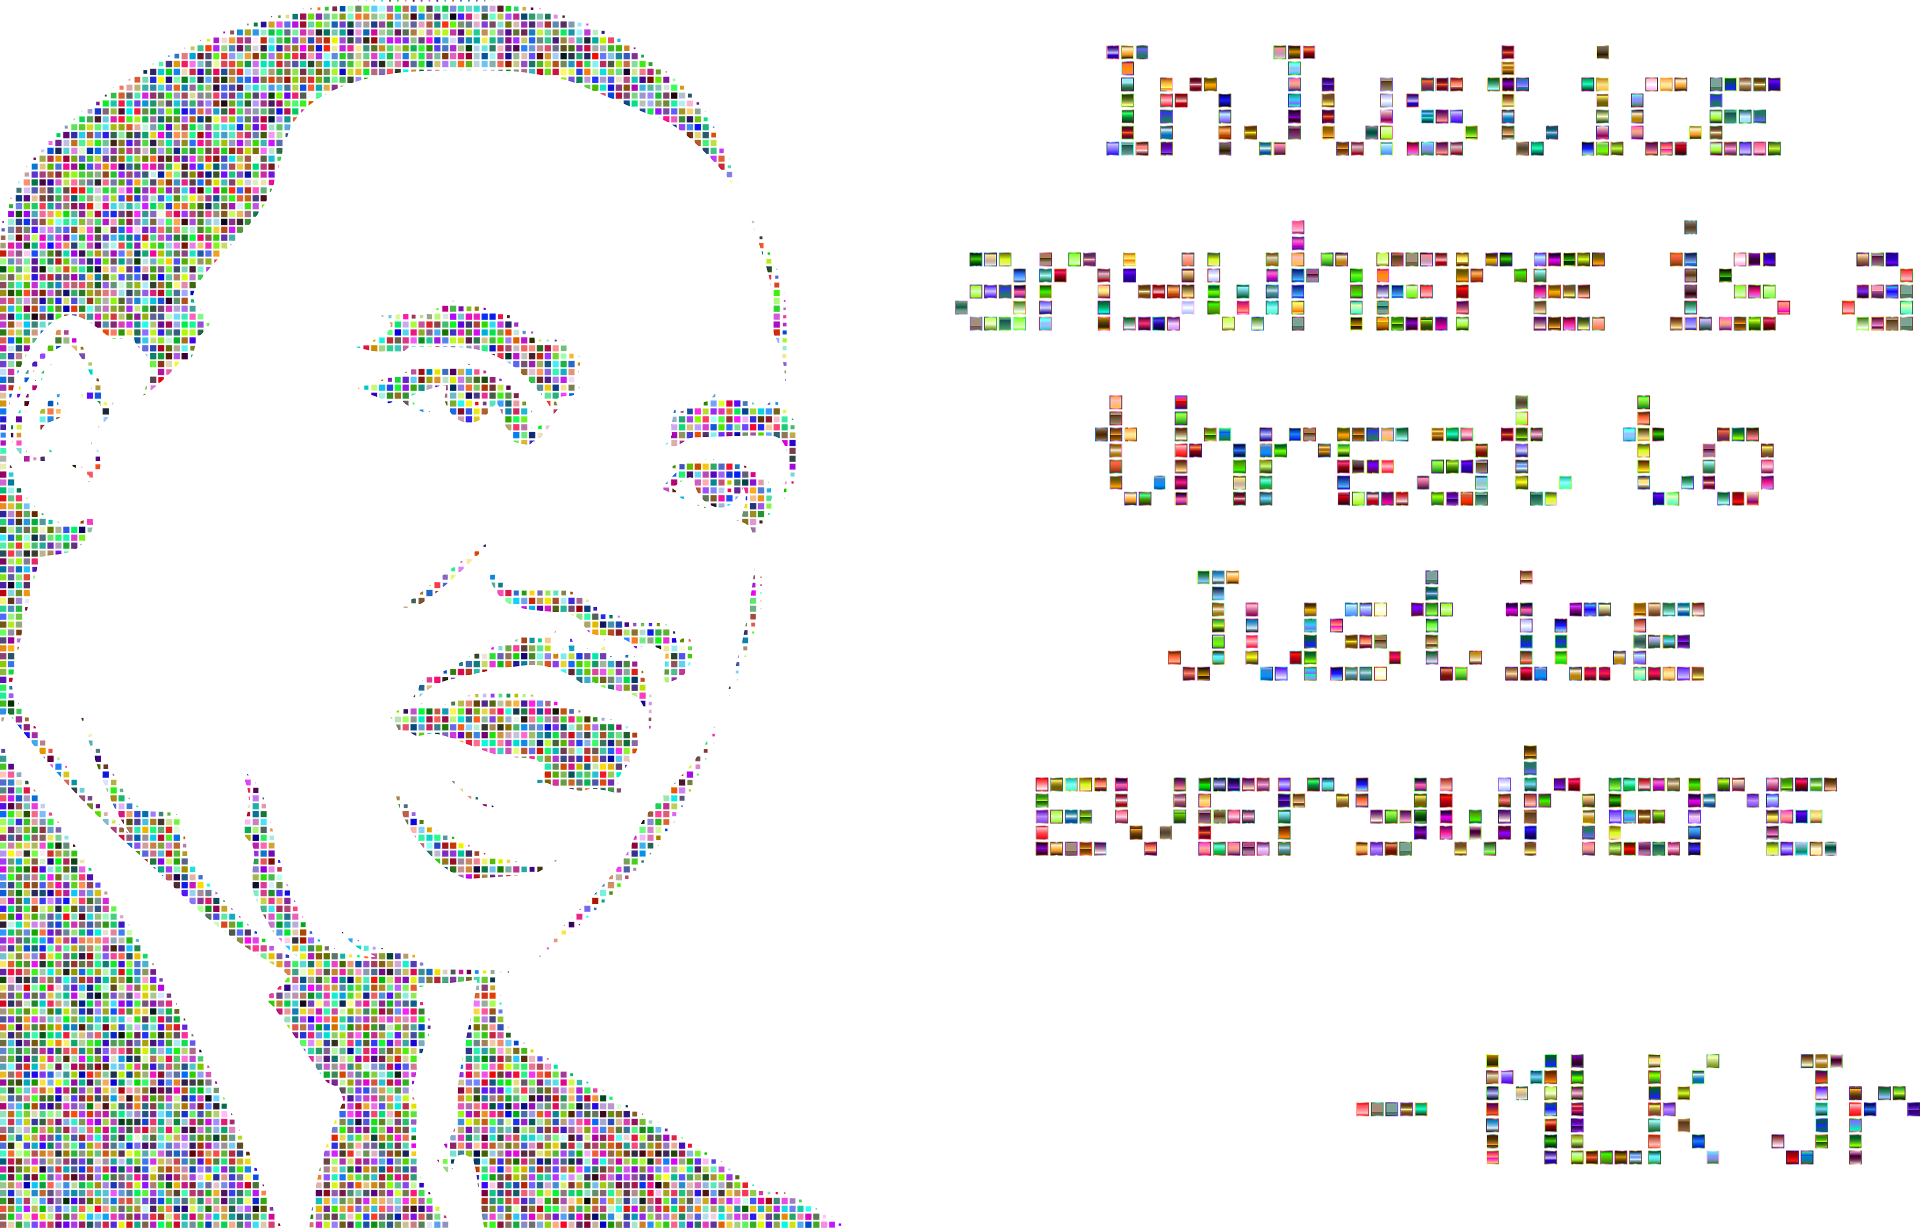 InJustice
anywhere is a
threat to
Justice
everywhere
- MLK Jr